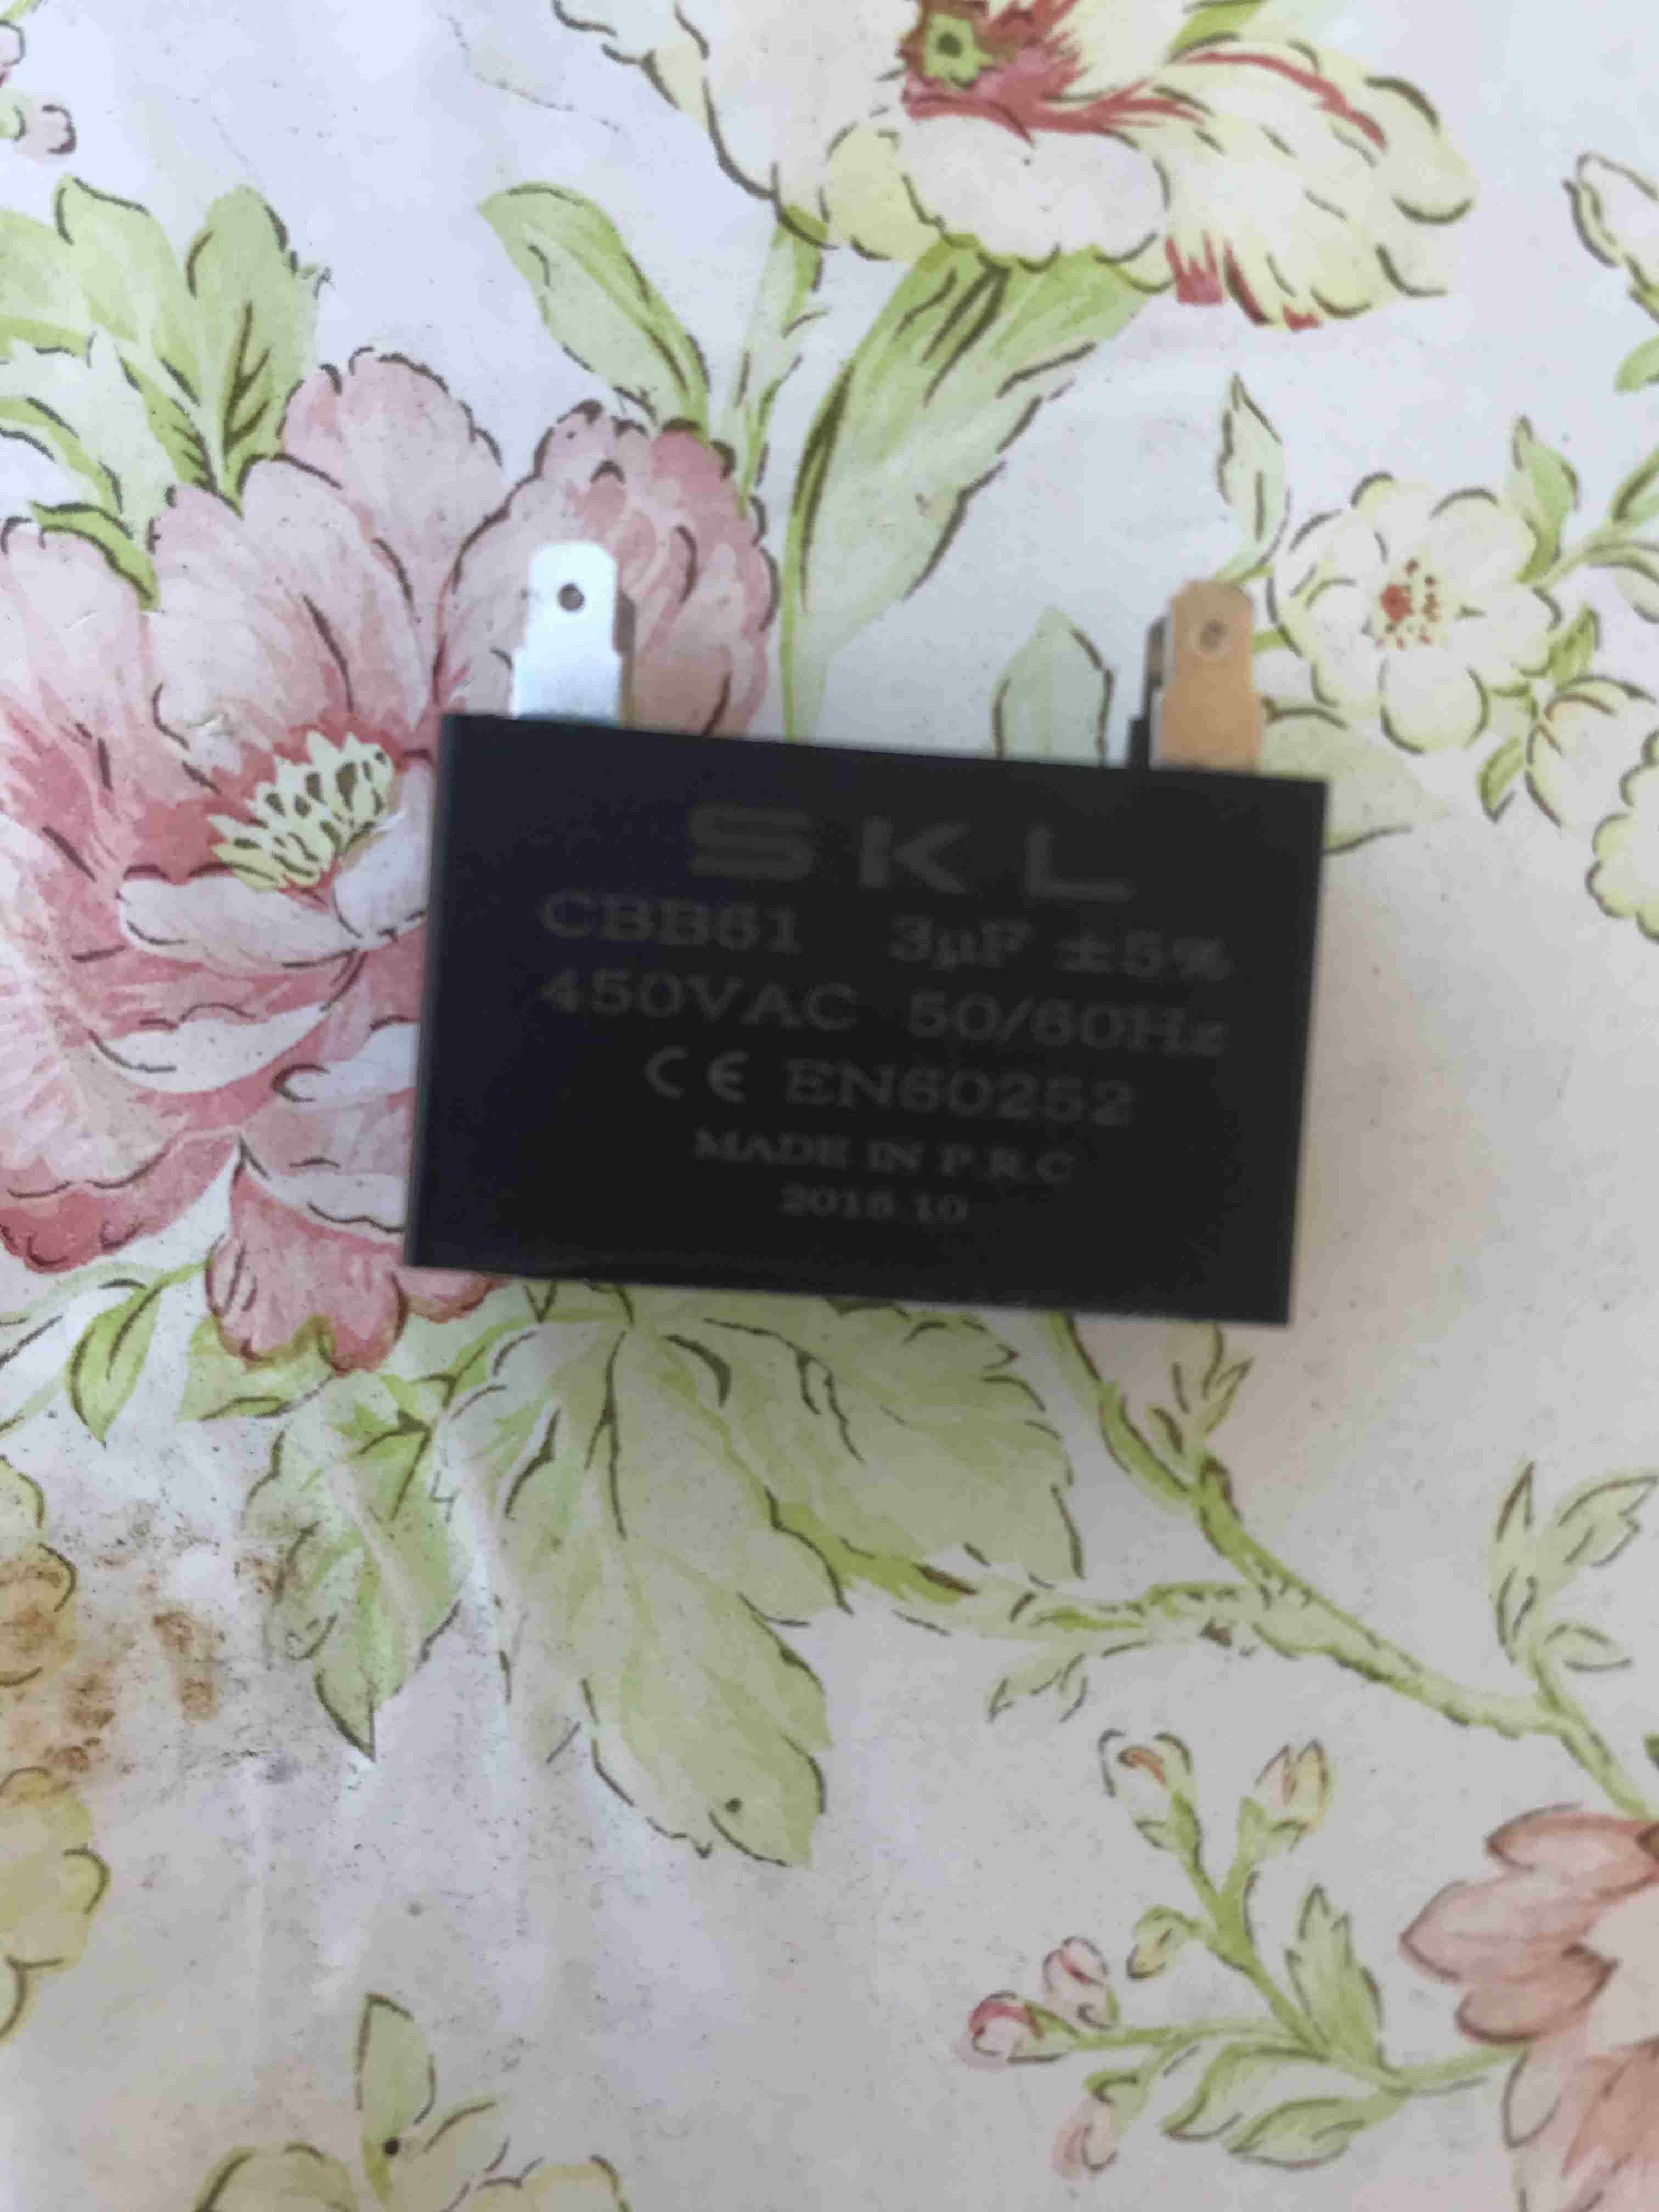 SKL
CBB61 3µF ±5%
450VAC 50/60Hz
CE EN60252
MADE IN P.R.C